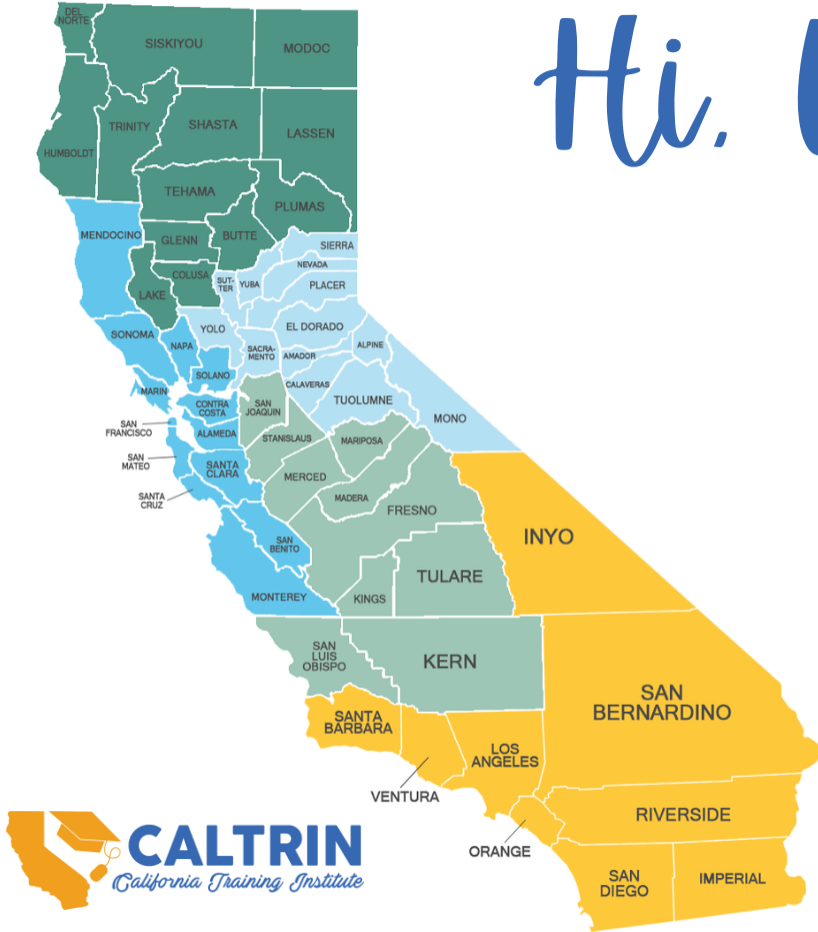 Hi,
DEL
NORTE
SISKIYOU
MODOC
HUMBOLDT
TRINITY
SHASTA
LASSEN
TEHAMA
PLUMAS
MENDOCINO
GLENN
BUTTE
SIERRA
NEVADA
COLUSA
SUT-
TER
YUBA
PLACER
LAKE
SONOMA
NAPA
YOLO
SACRA-
MENTO
EL DORADO
ALPINE
AMADOR
SOLANO
CALAVERAS
MARIN
CONTRA
COSTA
SAN
JOAQUIN
TUOLUMNE
MONO
SAN
FRANCISCO
ALAMEDA
STANISLAUS
MARIPOSA
SAN
MATEO
SANTA
CLARA
MERCED
SANTA
CRUZ
MADERA
FRESNO
SAN
BENITO
INYO
MONTEREY
KINGS
TULARE
SAN
LUIS
OBISPO
KERN
SAN
BERNARDINO
SANTA
BARBARA
LOS
ANGELES
VENTURA
RIVERSIDE
ORANGE
SAN
DIEGO
IMPERIAL
CALTRIN
California Training Institute